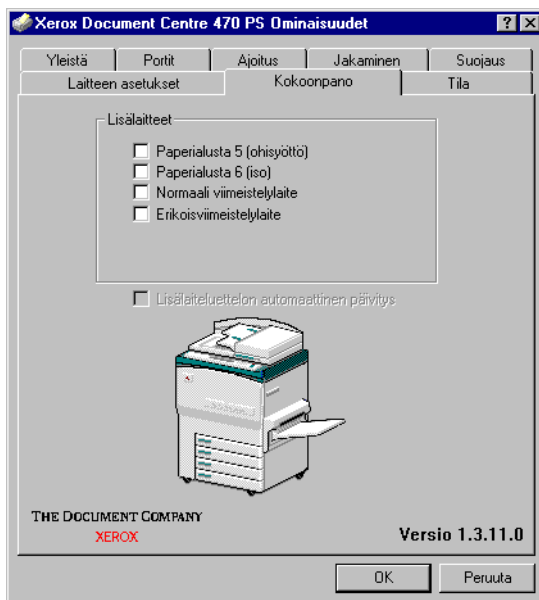 Xerox Document Centre 470 PS Ominaisuudet
Yleistä Portit Ajoitus Jakaminen Suojaus
Laitteen asetukset Kokoonpano Tila
Lisälaitteet
Paperialusta 5 (ohisyöttö)
Paperialusta 6 (iso)
Normaali viimeistelylaite
Erikoisviimeistelylaite
Lisälaiteluettelon automaattinen päivitys
THE DOCUMENT COMPANY
XEROX
Versio 1.3.11.0
OK Peruuta